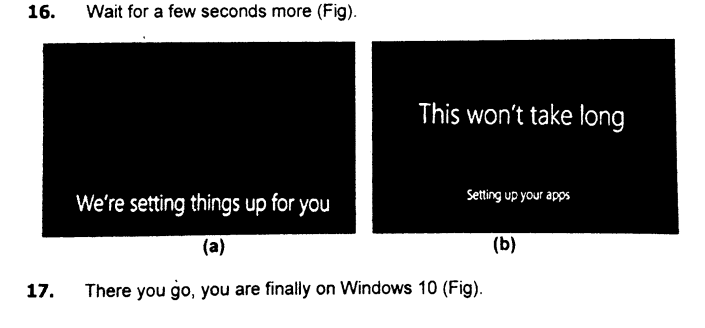 16. Wait for a few seconds more (Fig).
This won't take long
We're setting things up for you
Setting up your apps
(a) (b)
17. There you go, you are finally on Windows 10 (Fig).